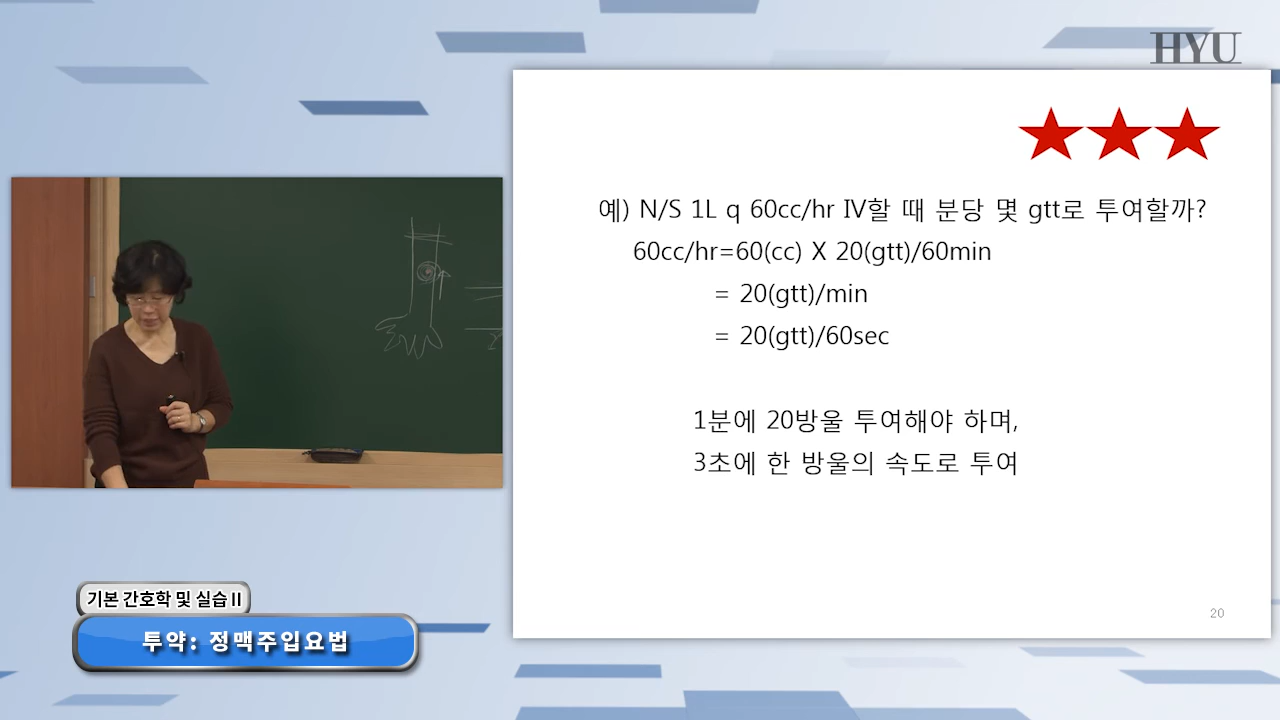 HYU
예) N/S 1L q 60cc/hr IV할 때 분당 몇 gtt로 투여할까?
60cc/hr=60(cc) X 20(gtt)/60min
= 20(gtt)/min
= 20(gtt)/60sec
1분에 20방울 투여해야 하며,
3초에 한 방울의 속도로 투여
20
기본 간호학 및 실습 II
투약: 정맥주입요법